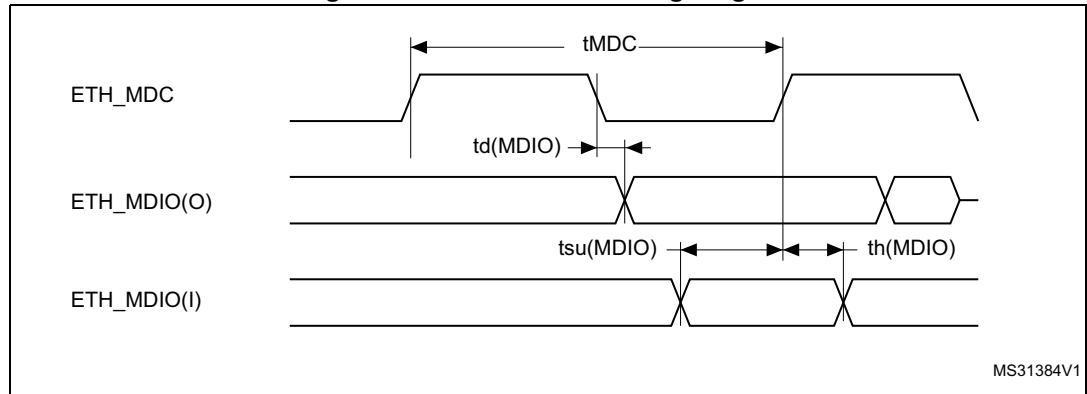 tMDC
ETH_MDC
td(MDIO)
ETH_MDIO(O)
tsu(MDIO)
th(MDIO)
ETH_MDIO(I)
MS31384V1